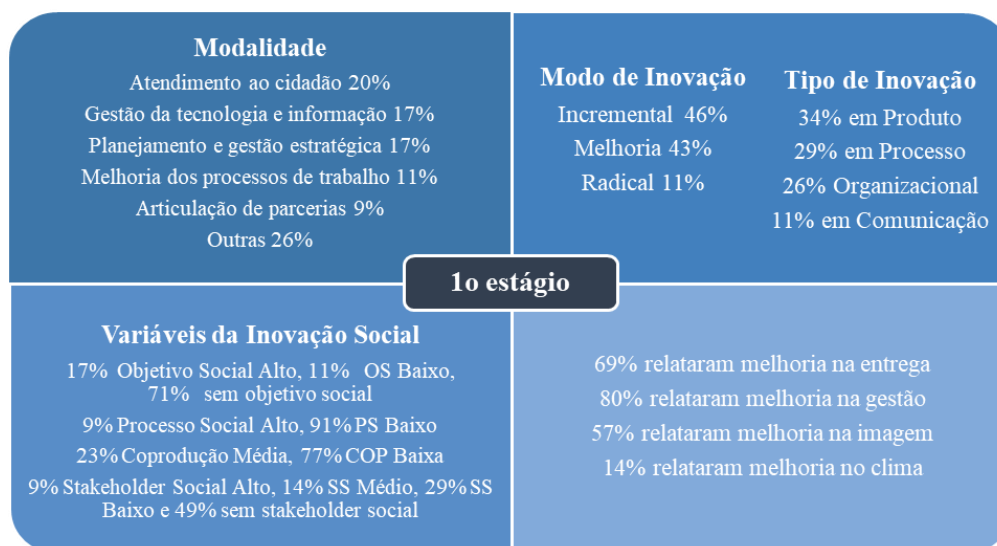 Modalidade
Atendimento ao cidadão 20%
Gestão da tecnologia e informação 17%
Planejamento e gestão estratégica 17%
Melhoria dos processos de trabalho 11%
Articulação de parcerias 9%
Outras 26%
Modo de Inovação
Incremental 46%
Melhoria 43%
Radical 11%
Tipo de Inovação
34% em Produto
29% em Processo
26% Organizacional
11% em Comunicação
1o estágio
Variáveis da Inovação Social
17% Objetivo Social Alto, 11% OS Baixo,
71% sem objetivo social
9% Processo Social Alto, 91% PS Baixo
23% Coprodução Média, 77% COP Baixa
9% Stakeholder Social Alto, 14% SS Médio, 29% SS
Baixo e 49% sem stakeholder social
69% relataram melhoria na entrega
80% relataram melhoria na gestão
57% relataram melhoria na imagem
14% relataram melhoria no clima